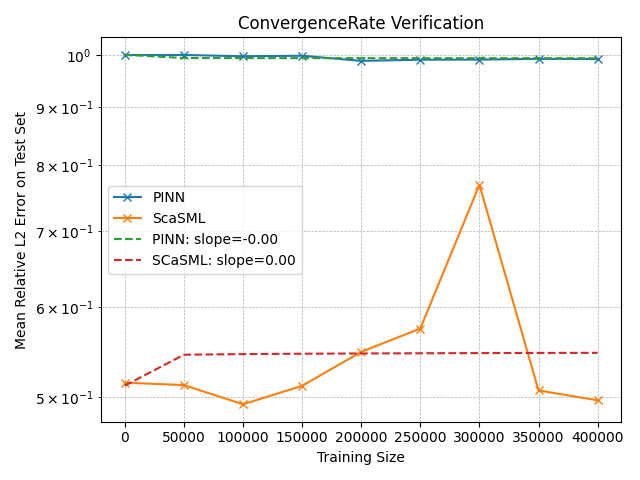 ConvergenceRate Verification
Mean Relative L2 Error on Test Set
10⁰
9 × 10⁻¹
8 × 10⁻¹
7 × 10⁻¹
6 × 10⁻¹
5 × 10⁻¹
PINN
ScaSML
PINN: slope=-0.00
SCaSML: slope=0.00
0 50000 100000 150000 200000 250000 300000 350000 400000
Training Size